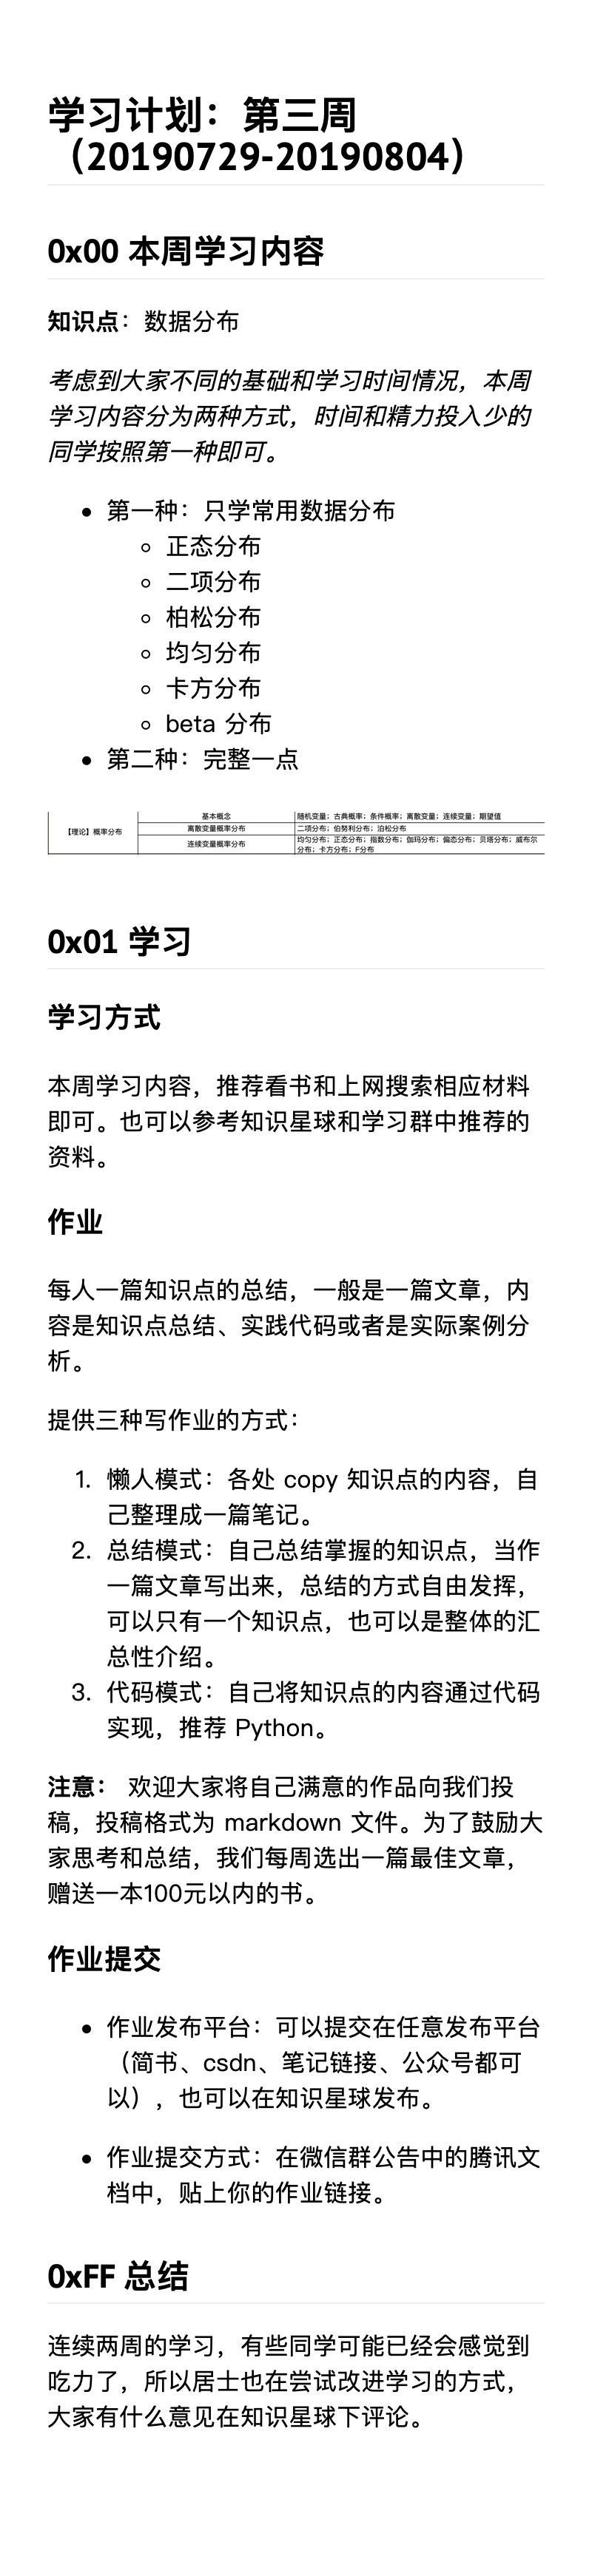 学习计划：第三周
（20190729-20190804）
0x00 本周学习内容
知识点：数据分布
考虑到大家不同的基础和学习时间情况，本周
学习内容分为两种方式，时间和精力投入少的
同学按照第一种即可。
第一种：只学常用数据分布
正态分布
二项分布
柏松分布
均匀分布
卡方分布
beta 分布
第二种：完整一点
【理论】概率分布
基本概念
随机变量；古典概率；条件概率；离散变量；连续变量；期望值
离散变量概率分布
二项分布；伯努利分布；泊松分布
连续变量概率分布
均匀分布；正态分布；指数分布；伽玛分布；偏态分布；贝塔分布；威布尔
分布；卡方分布；F分布
0x01 学习
学习方式
本周学习内容，推荐看书和上网搜索相应材料
即可。也可以参考知识星球和学习群中推荐的
资料。
作业
每人一篇知识点的总结，一般是一篇文章，内
容是知识点总结、实践代码或者是实际案例分
析。
提供三种写作业的方式：
1. 懒人模式：各处 copy 知识点的内容，自
己整理成一篇笔记。
2. 总结模式：自己总结掌握的知识点，当作
一篇文章写出来，总结的方式自由发挥，
可以只有一个知识点，也可以是整体的汇
总性介绍。
3. 代码模式：自己将知识点的内容通过代码
实现，推荐 Python。
注意： 欢迎大家将自己满意的作品向我们投
稿，投稿格式为 markdown 文件。为了鼓励大
家思考和总结，我们每周选出一篇最佳文章，
赠送一本100元以内的书。
作业提交
作业发布平台：可以提交在任意发布平台
（简书、csdn、笔记链接、公众号都可
以），也可以在知识星球发布。
作业提交方式：在微信群公告中的腾讯文
档中，贴上你的作业链接。
0xFF 总结
连续两周的学习，有些同学可能已经会感觉到
吃力了，所以居士也在尝试改进学习的方式，
大家有什么意见在知识星球下评论。